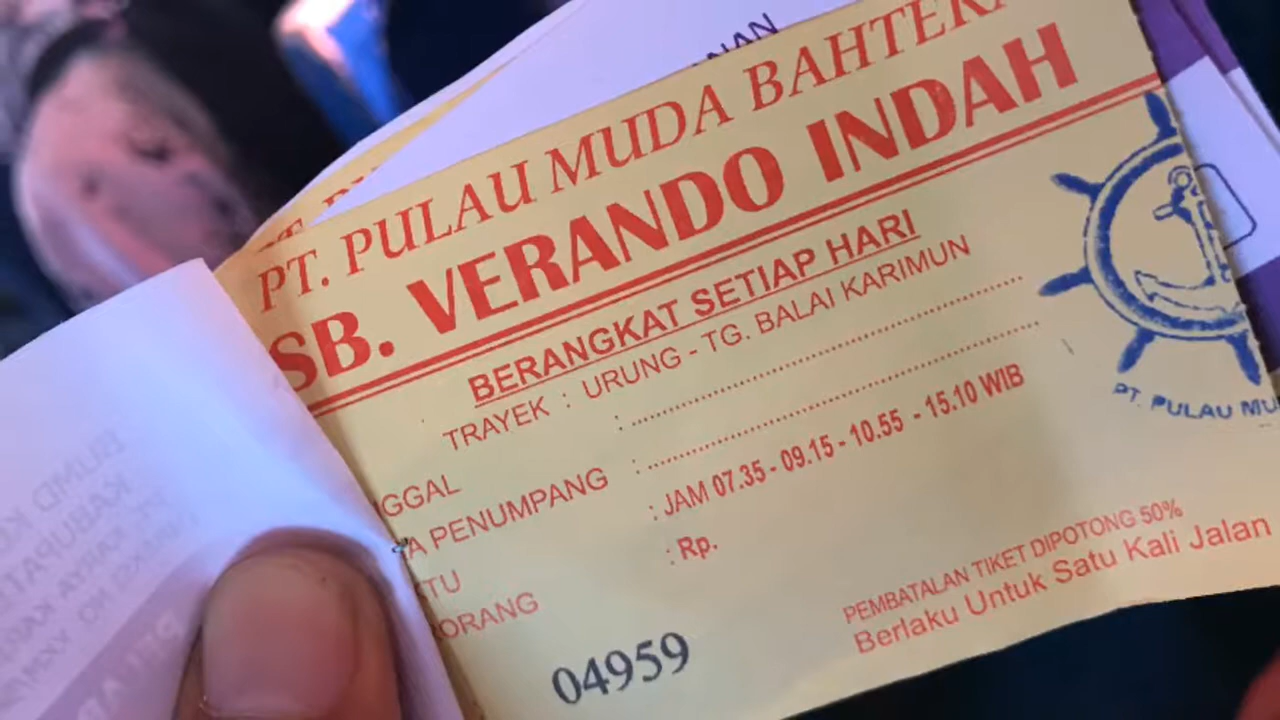 NAN
PT. PULAU MUDA BAHTERA
SB. VERANDO INDAH
BERANGKAT SETIAP HARI
TRAYEK : URUNG - TG. BALAI KARIMUN
GGAL :
A PENUMPANG :
TU : JAM 07.35 - 09.15 - 10.55 - 15.10 WIB
ORANG : Rp.
PT. PULAU MU
PEMBATALAN TIKET DIPOTONG 50%
Berlaku Untuk Satu Kali Jalan
04959